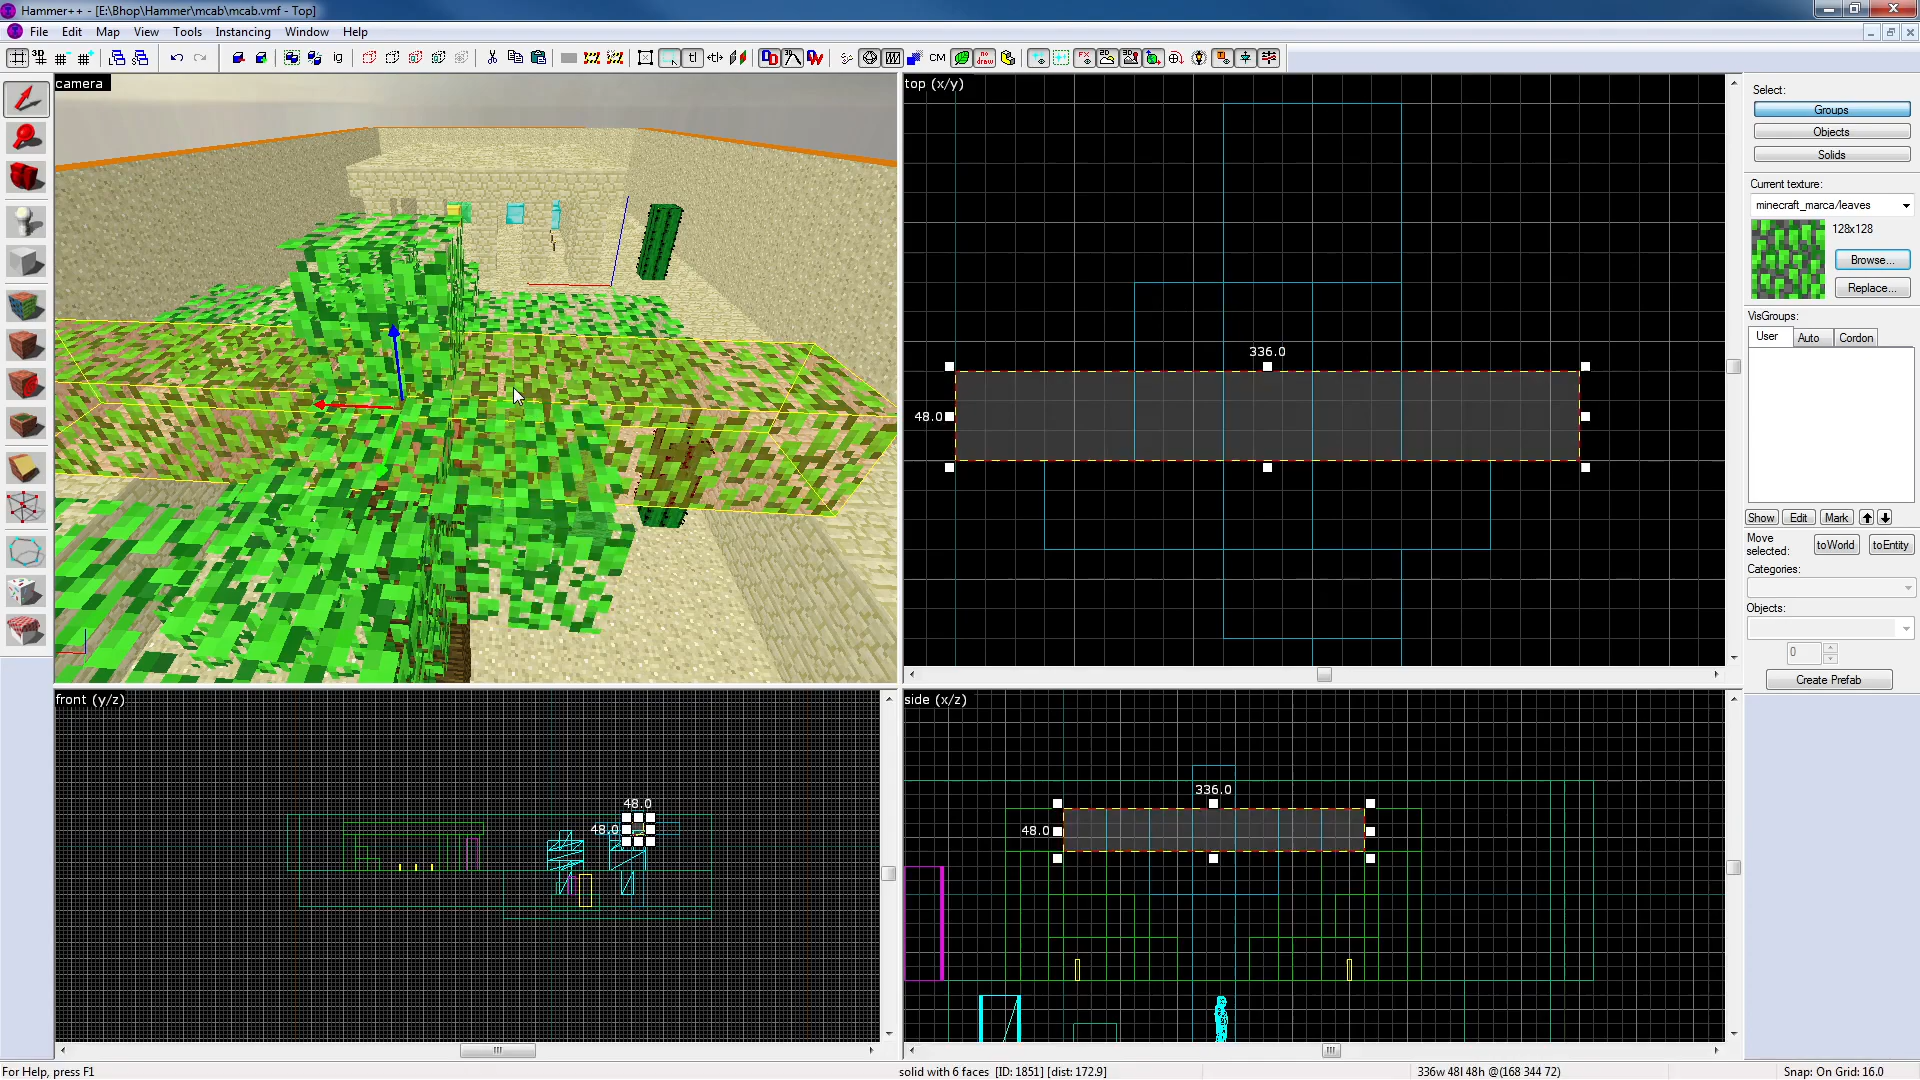 Hammer++ - [E:\Bhop\Hammer\mcab\mcab.vmf - Top]
File Edit Map View Tools Instancing Window Help
3D
ig
tl
CM
camera
top (x/y)
336.0
48.0
front (y/z)
48.0
48.0
side (x/z)
336.0
48.0
Select:
Groups
Objects
Solids
Current texture:
minecraft_marca/leaves
128x128
Browse...
Replace...
VisGroups:
User Auto Cordon
Show Edit Mark
Move selected: toWorld toEntity
Categories:
Objects:
0
Create Prefab
For Help, press F1
solid with 6 faces [ID: 1851] [dist: 172.9]
336w 48l 48h @(168 344 72)
Snap: On Grid: 16.0